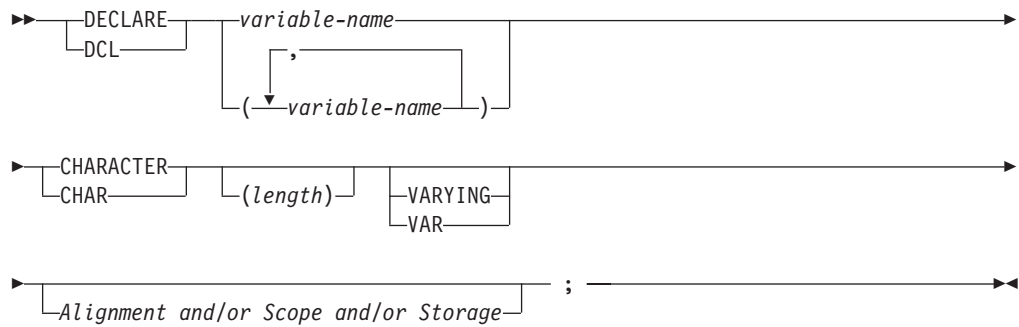 DECLARE variable-name
DCL ,
( variable-name )
CHARACTER
CHAR (length) VARYING
VAR
;
Alignment and/or Scope and/or Storage